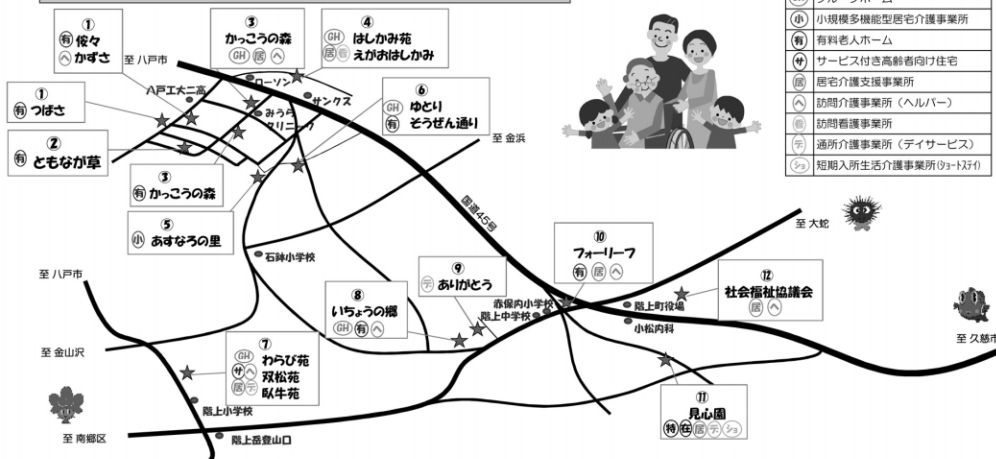 ①
有 侒々
へ かずさ
至 八戸市
③
かっこうの森
GH 居 へ
④
GH はしかみ苑
居 看 えがおはしかみ
グループホーム
小 小規模多機能型居宅介護事業所
有 有料老人ホーム
サ サービス付き高齢者向け住宅
居 居宅介護支援事業所
へ 訪問介護事業所（ヘルパー）
看 訪問看護事業所
デ 通所介護事業所（デイサービス）
ショ 短期入所生活介護事業所(ショートステイ)
八戸工大二高
ローソン
サンクス
みうら
クリニック
①
有 つばさ
⑥
GH ゆとり
有 そうぜん通り
至 金浜
②
有 ともなが草
③
有 かっこうの森
⑤
小 あすなろの里
国道45号
至 大蛇
石鉢小学校
至 八戸市
⑩
フォーリーフ
有 居 へ
⑨
デ ありがとう
⑧
いちょうの郷
GH 有 へ
赤保内小学校
階上中学校
階上町役場
小松内科
⑫
社会福祉協議会
居 へ
至 久慈市
至 金山沢
⑦
GH わらび苑
サ へ 双松苑
居 デ 臥牛苑
階上小学校
⑪
見心園
特 在 居 デ ショ
至 南郷区
階上岳登山口